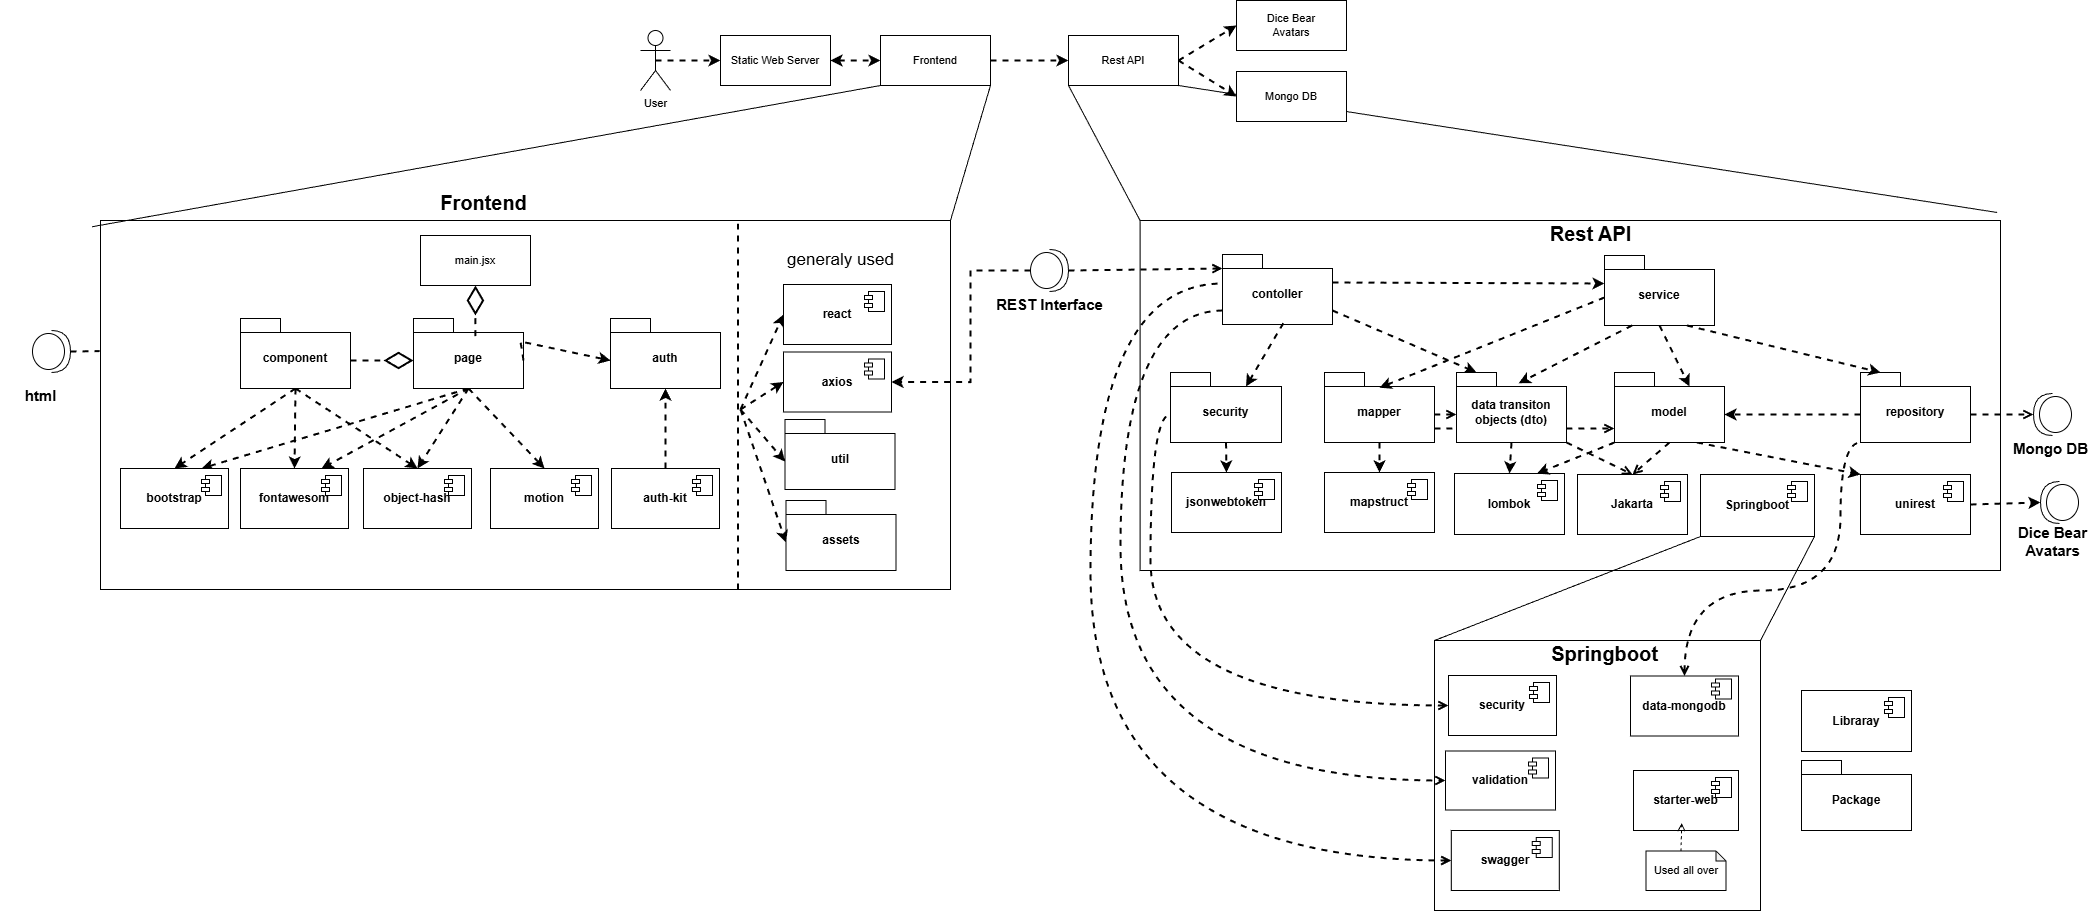 Dice Bear
Avatars
Static Web Server
Frontend
Rest API
Mongo DB
User
Frontend
main.jsx
component
page
auth
html
bootstrap
fontawesom
object-hash
motion
auth-kit
generaly used
react
axios
util
assets
REST Interface
Rest API
contoller
service
security
mapper
data transiton
objects (dto)
model
repository
Mongo DB
jsonwebtoken
mapstruct
lombok
Jakarta
Springboot
unirest
Dice Bear
Avatars
Springboot
security
data-mongodb
validation
starter-web
swagger
Used all over
Libraray
Package